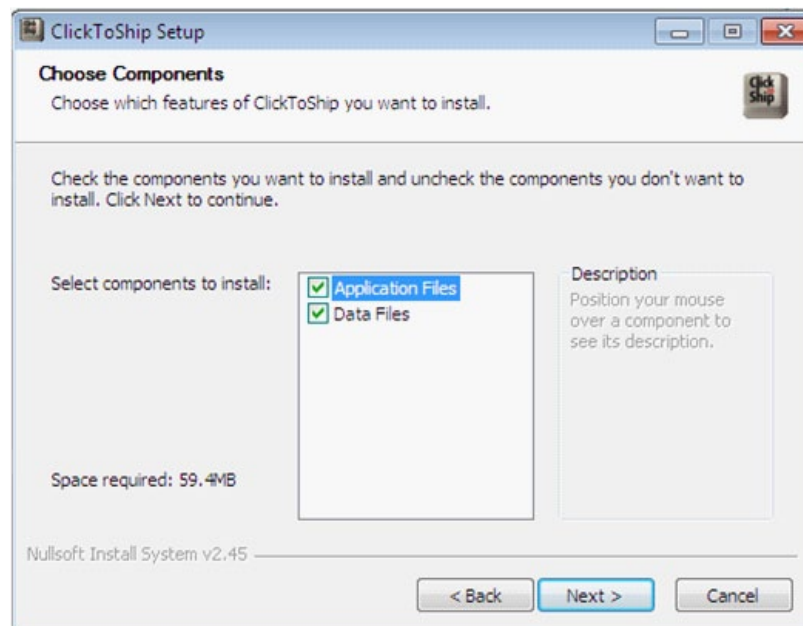 ClickToShip Setup
Choose Components
Choose which features of ClickToShip you want to install.
Click
Ship
Check the components you want to install and uncheck the components you don't want to
install. Click Next to continue.
Select components to install:
Application Files
Data Files
Description
Position your mouse
over a component to
see its description.
Space required: 59.4MB
Nullsoft Install System v2.45
< Back
Next >
Cancel